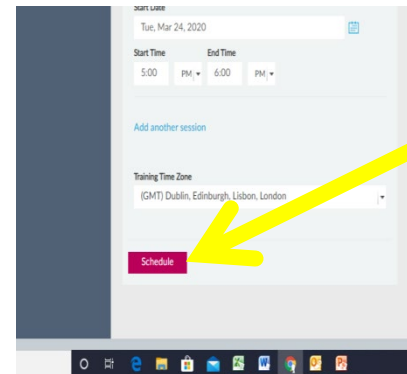 Start Date
Tue, Mar 24, 2020
Start Time End Time
5:00 PM 6:00 PM
Add another session
Training Time Zone
(GMT) Dublin, Edinburgh, Lisbon, London
Schedule